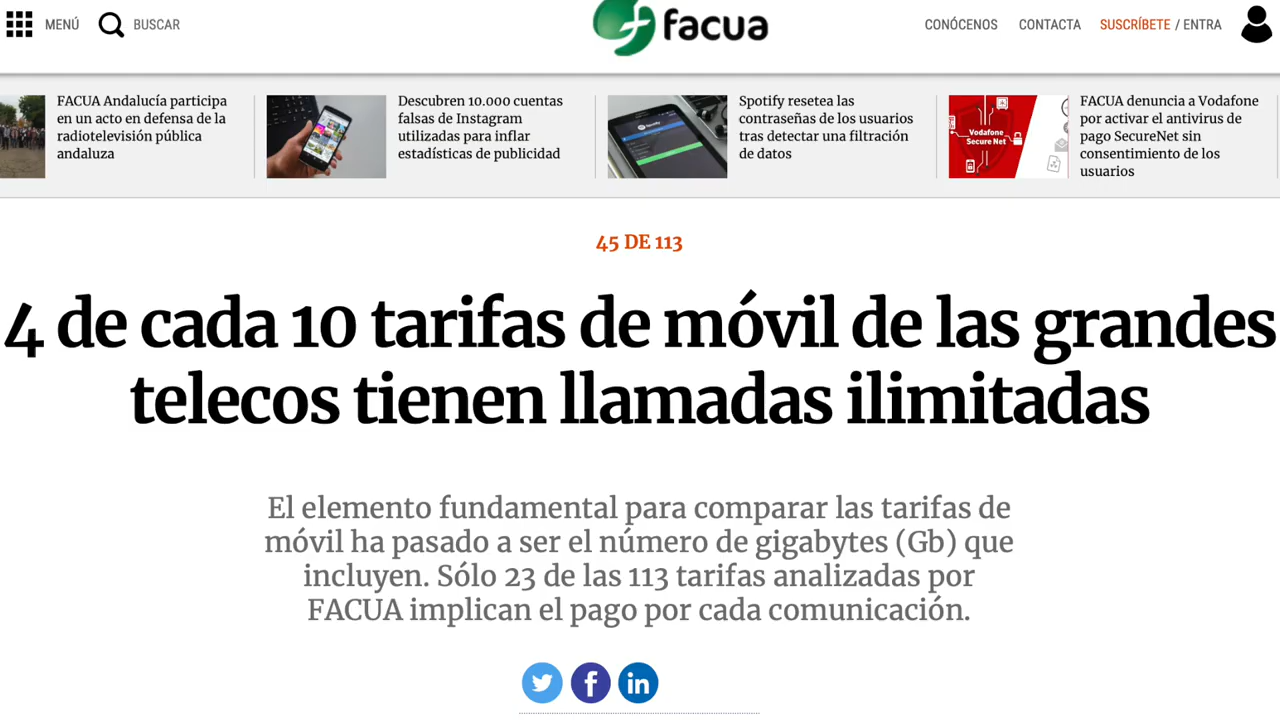 MENÚ
BUSCAR
facua
CONÓCENOS
CONTACTA
SUSCRÍBETE / ENTRA
FACUA Andalucía participa
en un acto en defensa de la
radiotelevisión pública
andaluza
Descubren 10.000 cuentas
falsas de Instagram
utilizadas para inflar
estadísticas de publicidad
Spotify resetea las
contraseñas de los usuarios
tras detectar una filtración
de datos
Vodafone
Secure Net
FACUA denuncia a Vodafone
por activar el antivirus de
pago SecureNet sin
consentimiento de los
usuarios
45 DE 113
4 de cada 10 tarifas de móvil de las grandes
telecos tienen llamadas ilimitadas
El elemento fundamental para comparar las tarifas de
móvil ha pasado a ser el número de gigabytes (Gb) que
incluyen. Sólo 23 de las 113 tarifas analizadas por
FACUA implican el pago por cada comunicación.